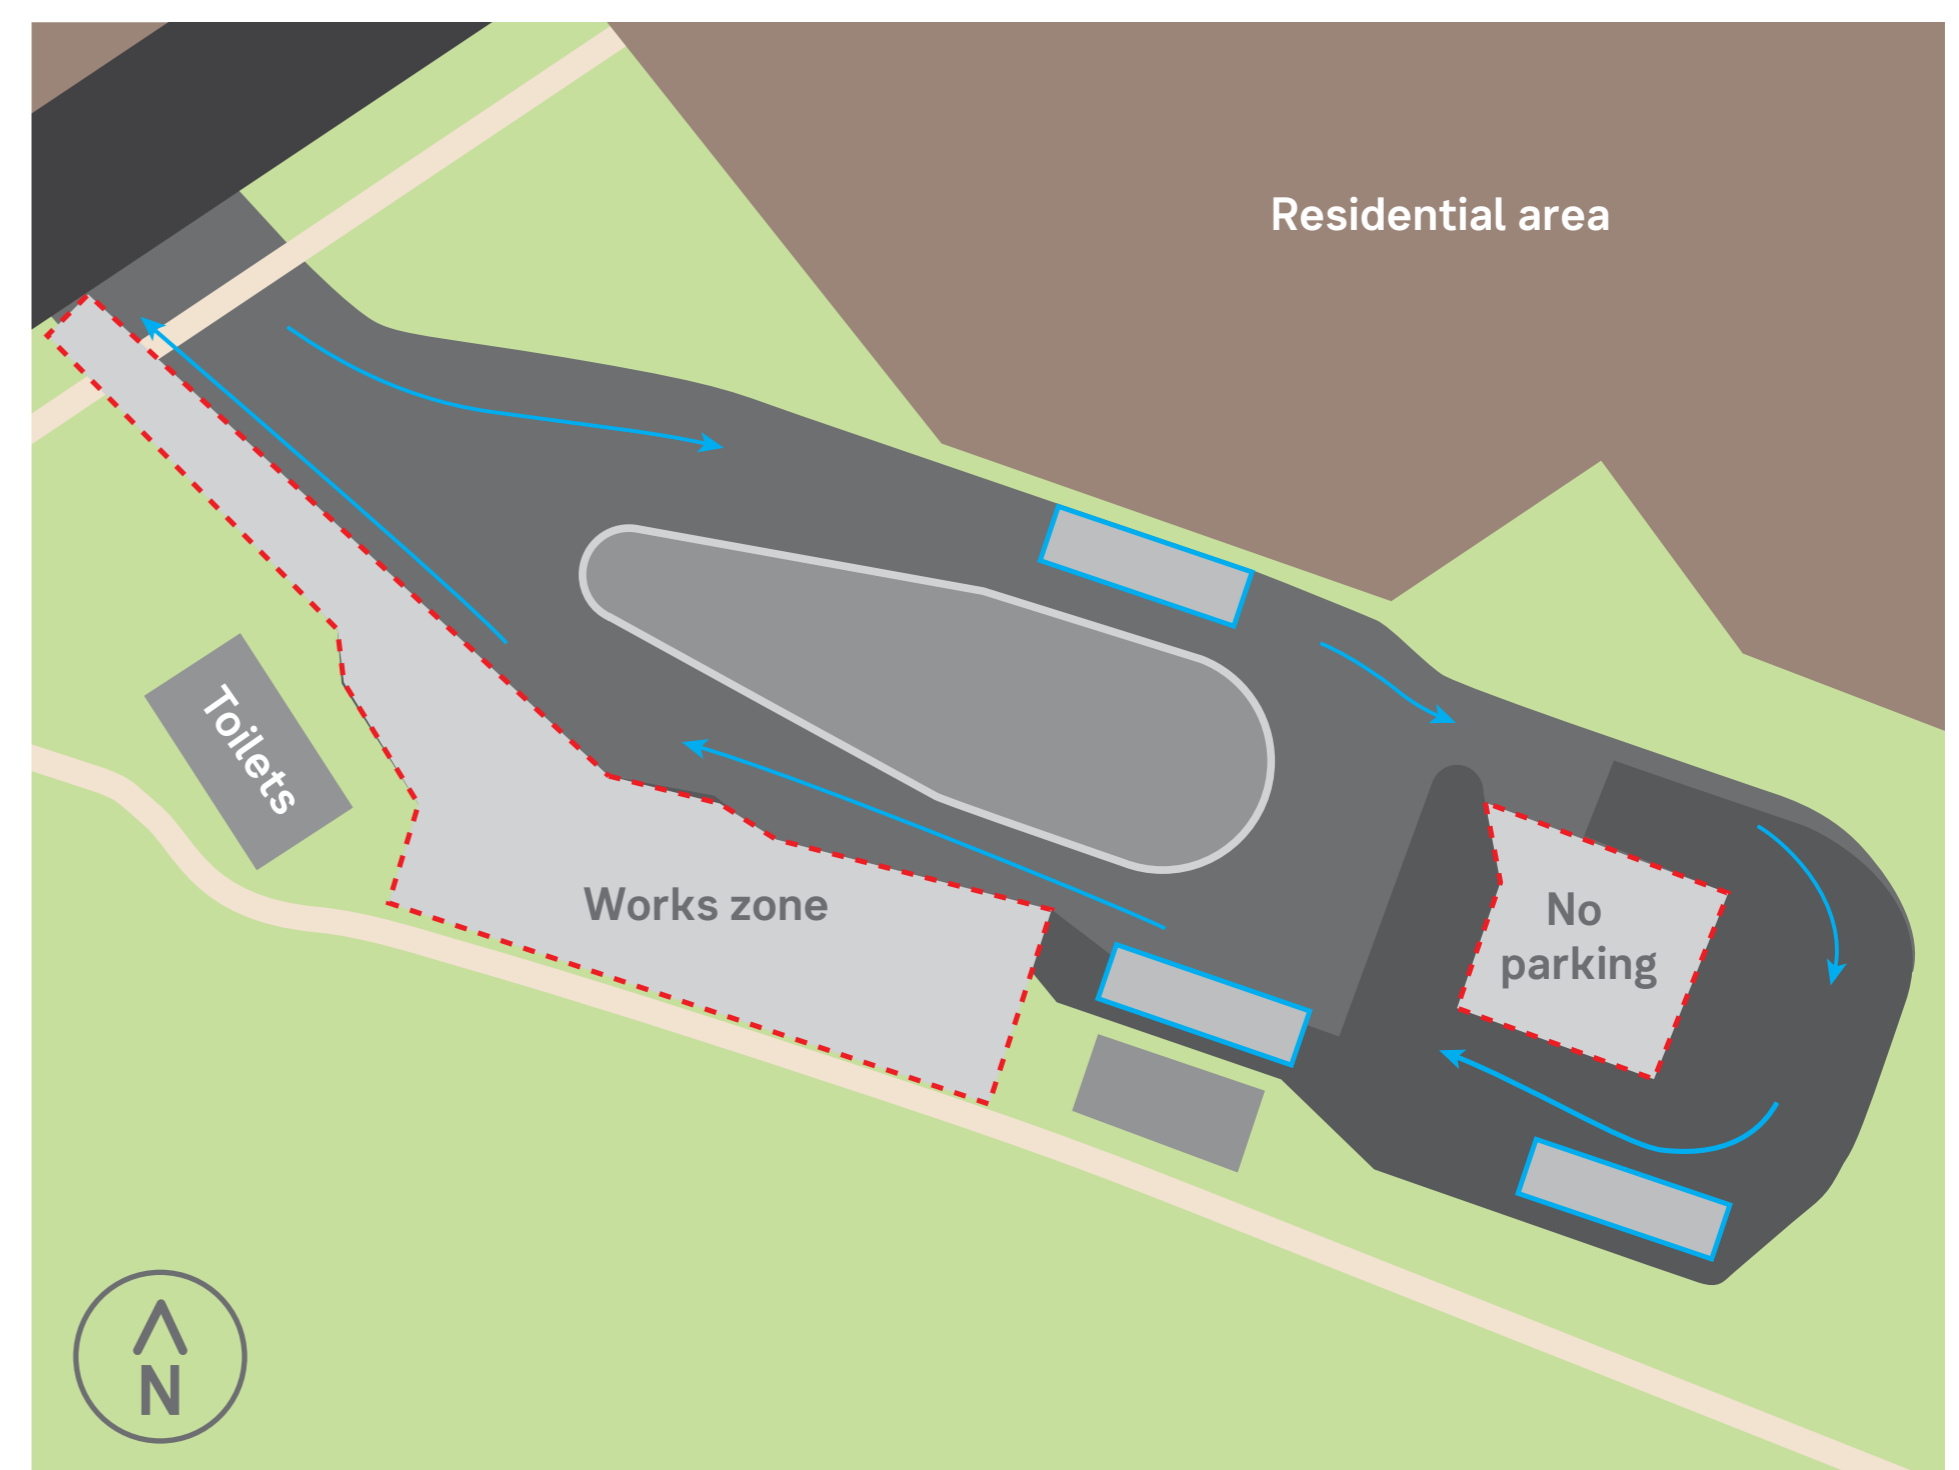 Residential area
Toilets
Works zone
No
parking
N